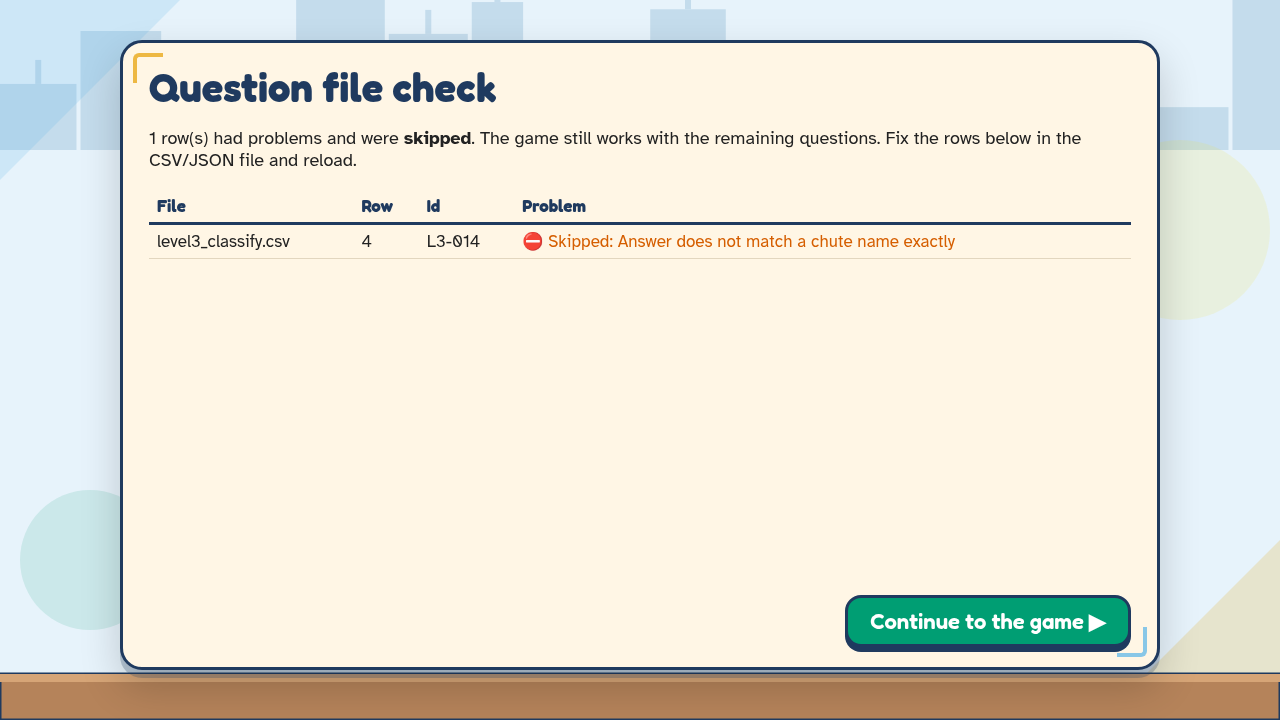 Question file check
1 row(s) had problems and were skipped. The game still works with the remaining questions. Fix the rows below in the
CSV/JSON file and reload.
File Row Id Problem
level3_classify.csv 4 L3-014 ⛔ Skipped: Answer does not match a chute name exactly
Continue to the game ▶